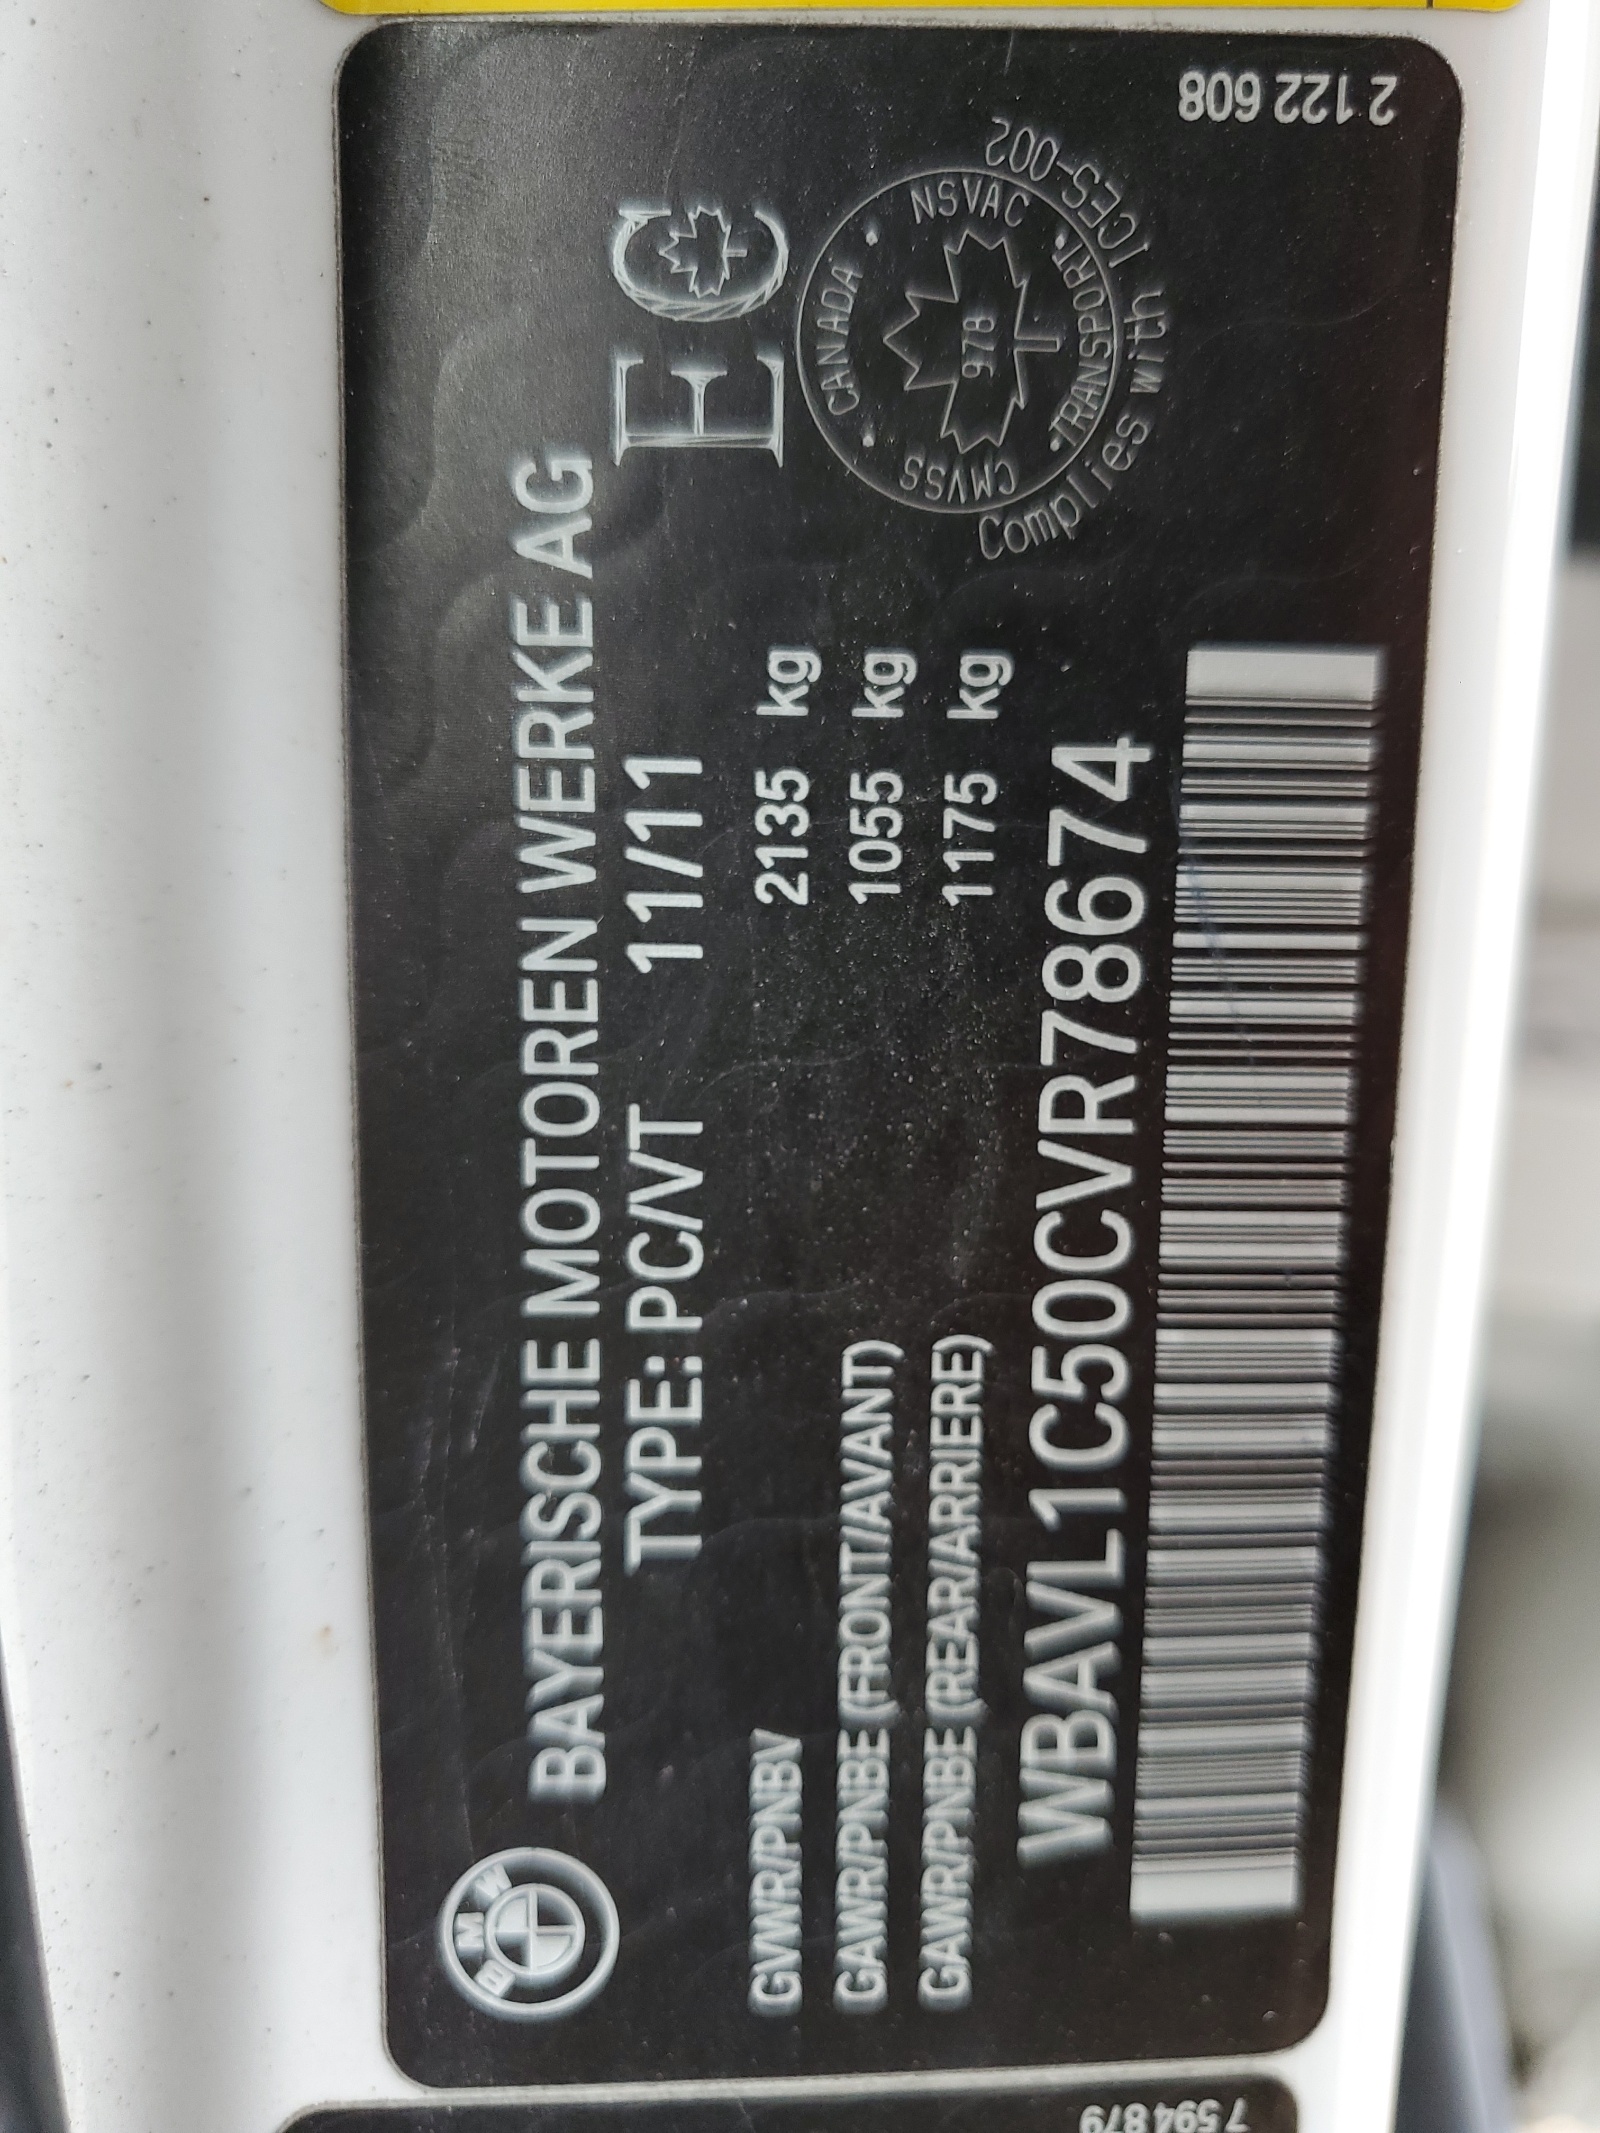 BMW
BAYERISCHE MOTOREN WERKE AG
TYPE: PC/VT 11/11
EC
GVWR/PNBV 2135 kg
GAWR/PNBE (FRONT/AVANT) 1055 kg
GAWR/PNBE (REAR/ARRIERE) 1175 kg
WBAVL1C50CVR78674
CANADA
NSVAC
TRANSPORT
CMVSS
978
Complies with ICES-002
2 122 608
7 594 879